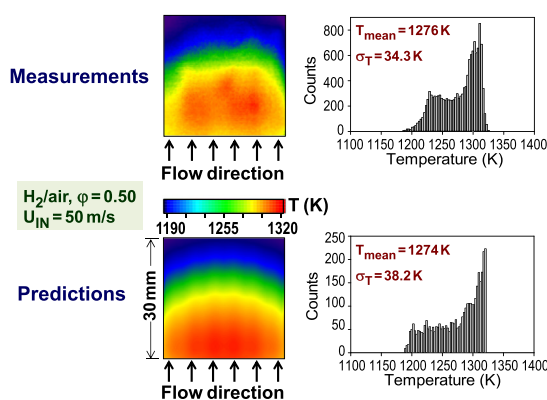 Measurements
Flow direction
800
600
400
200
0
Counts
T_mean = 1276 K
σ_T = 34.3 K
1100 1150 1200 1250 1300 1350 1400
Temperature (K)
H₂/air, φ = 0.50
U_IN = 50 m/s
T (K)
1190 1255 1320
Predictions
30 mm
Flow direction
250
200
150
100
50
0
Counts
T_mean = 1274 K
σ_T = 38.2 K
1100 1150 1200 1250 1300 1350 1400
Temperature (K)